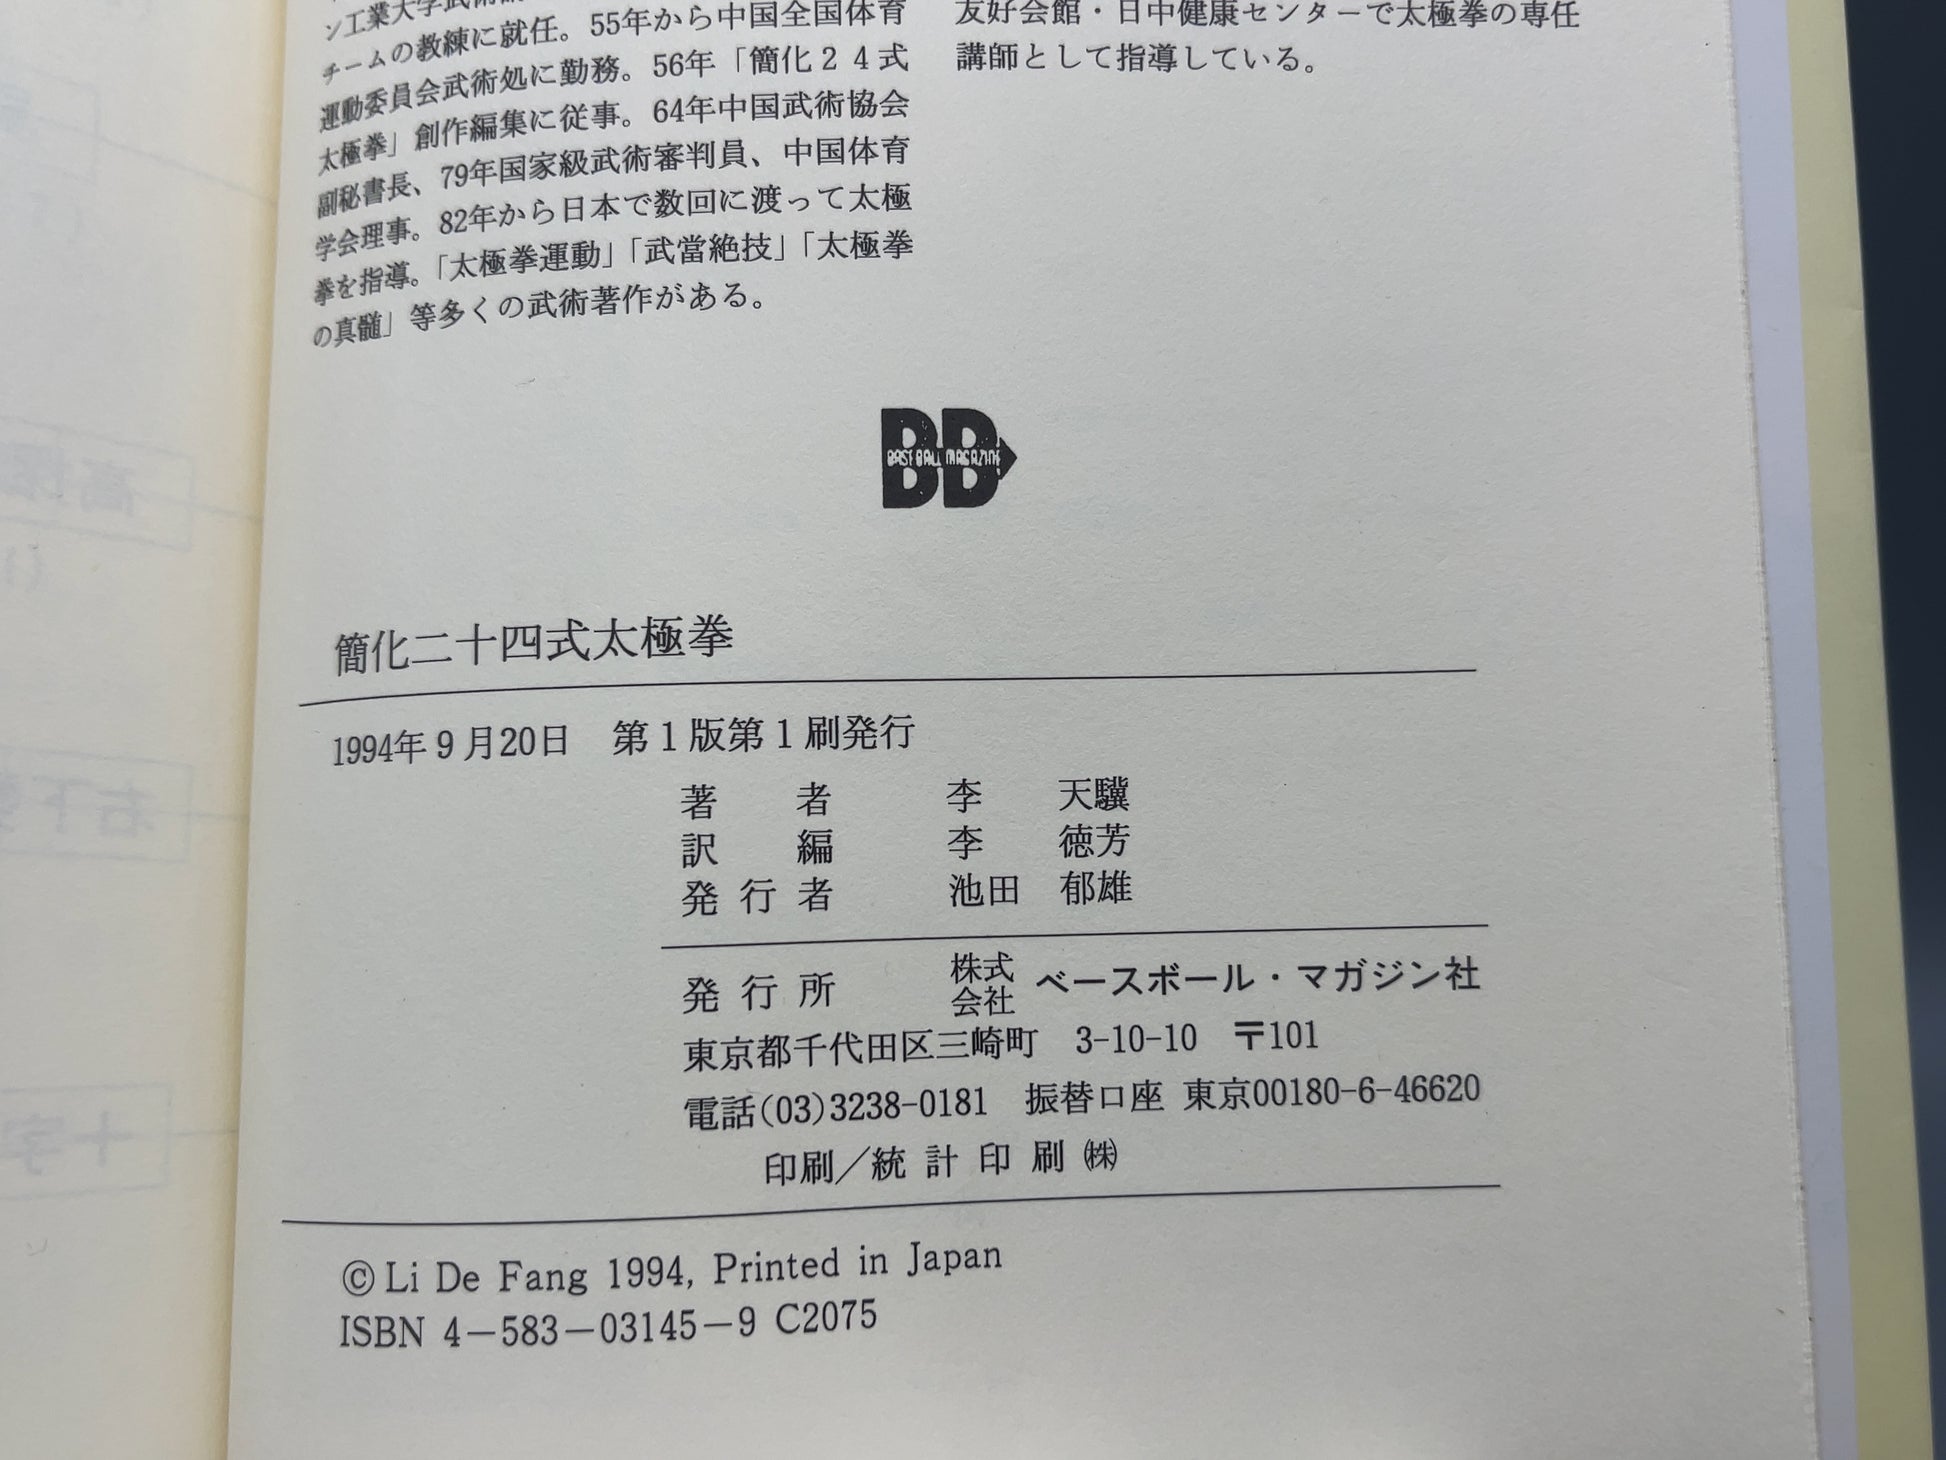 ン工業大学武術
チームの教練に就任。55年から中国全国体育
運動委員会武術処に勤務。56年「簡化２４式
太極拳」創作編集に従事。64年中国武術協会
副秘書長、79年国家級武術審判員、中国体育
学会理事。82年から日本で数回に渡って太極
拳を指導。「太極拳運動」「武當絶技」「太極拳
の真髄」等多くの武術著作がある。
友好会館・日中健康センターで太極拳の専任
講師として指導している。
BB
BASEBALL MAGAZINE
簡化二十四式太極拳
1994年9月20日　第1版第1刷発行
著者　李　天驥
訳編　李　徳芳
発行者　池田　郁雄
発行所　株式会社 ベースボール・マガジン社
東京都千代田区三崎町　3-10-10　〒101
電話(03)3238-0181　振替口座 東京00180-6-46620
印刷／統計印刷㈱
©Li De Fang 1994, Printed in Japan
ISBN 4-583-03145-9 C2075